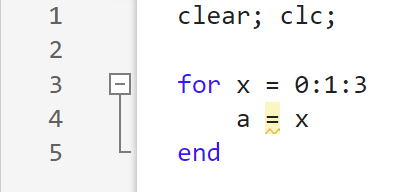 1 clear; clc;
2
3 for x = 0:1:3
4     a = x
5 end